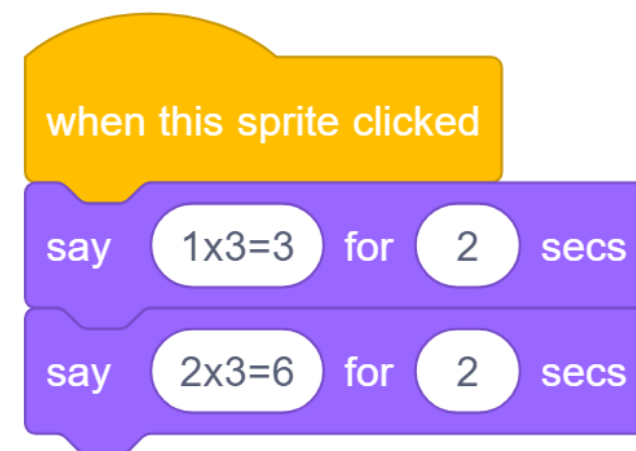 when this sprite clicked
say 1x3=3 for 2 secs
say 2x3=6 for 2 secs